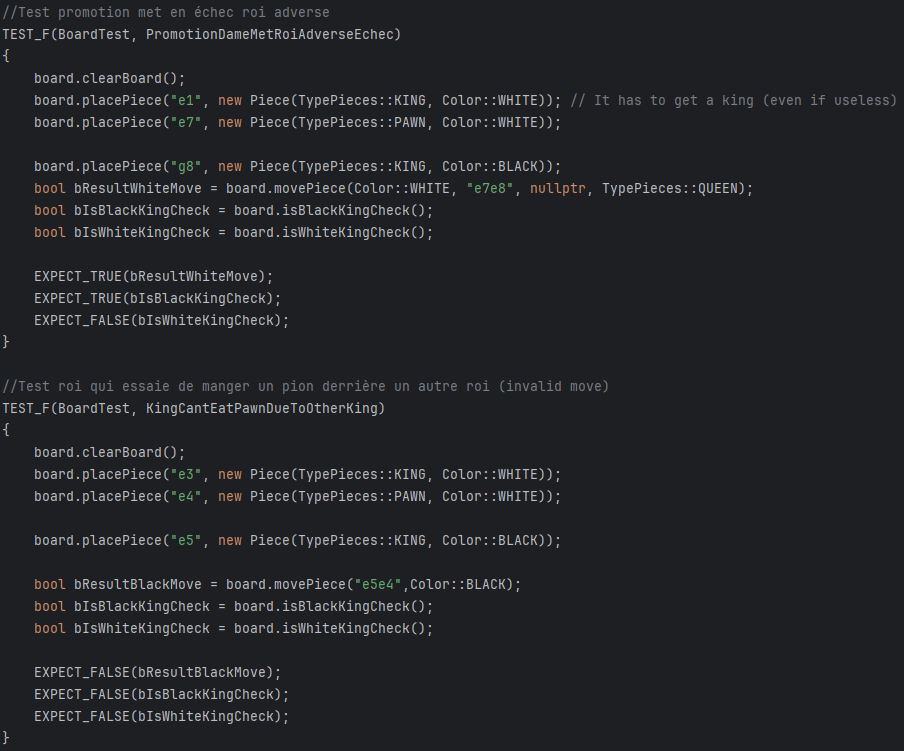 //Test promotion met en échec roi adverse
TEST_F(BoardTest, PromotionDameMetRoiAdverseEchec)
{
    board.clearBoard();
    board.placePiece("e1", new Piece(TypePieces::KING, Color::WHITE)); // It has to get a king (even if useless)
    board.placePiece("e7", new Piece(TypePieces::PAWN, Color::WHITE));

    board.placePiece("g8", new Piece(TypePieces::KING, Color::BLACK));
    bool bResultWhiteMove = board.movePiece(Color::WHITE, "e7e8", nullptr, TypePieces::QUEEN);
    bool bIsBlackKingCheck = board.isBlackKingCheck();
    bool bIsWhiteKingCheck = board.isWhiteKingCheck();

    EXPECT_TRUE(bResultWhiteMove);
    EXPECT_TRUE(bIsBlackKingCheck);
    EXPECT_FALSE(bIsWhiteKingCheck);
}

//Test roi qui essaie de manger un pion derrière un autre roi (invalid move)
TEST_F(BoardTest, KingCantEatPawnDueToOtherKing)
{
    board.clearBoard();
    board.placePiece("e3", new Piece(TypePieces::KING, Color::WHITE));
    board.placePiece("e4", new Piece(TypePieces::PAWN, Color::WHITE));

    board.placePiece("e5", new Piece(TypePieces::KING, Color::BLACK));

    bool bResultBlackMove = board.movePiece("e5e4",Color::BLACK);
    bool bIsBlackKingCheck = board.isBlackKingCheck();
    bool bIsWhiteKingCheck = board.isWhiteKingCheck();

    EXPECT_FALSE(bResultBlackMove);
    EXPECT_FALSE(bIsBlackKingCheck);
    EXPECT_FALSE(bIsWhiteKingCheck);
}